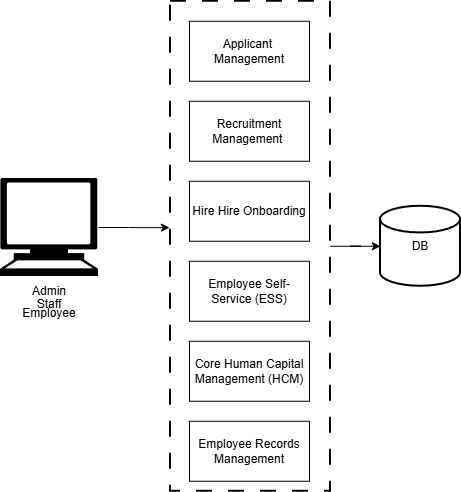 Applicant
Management
Recruitment
Management
Hire Hire Onboarding
DB
Employee Self-
Service (ESS)
Admin
Staff
Employee
Core Human Capital
Management (HCM)
Employee Records
Management